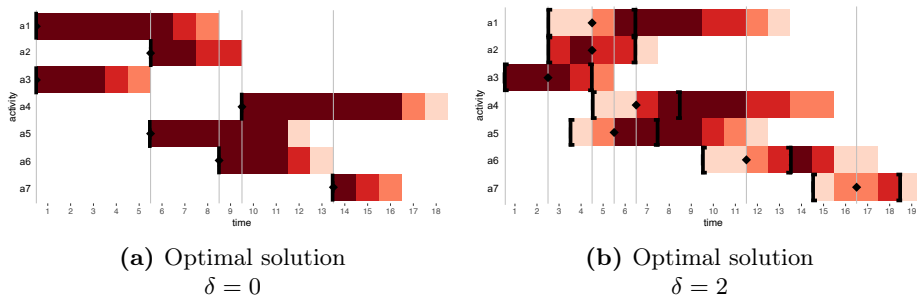 a1
a2
a3
a4
a5
a6
a7
activity
1 2 3 4 5 6 7 8 9 10 11 12 13 14 15 16 17 18
time
(a) Optimal solution
δ = 0
a1
a2
a3
a4
a5
a6
a7
activity
1 2 3 4 5 6 7 8 9 10 11 12 13 14 15 16 17 18 19
time
(b) Optimal solution
δ = 2